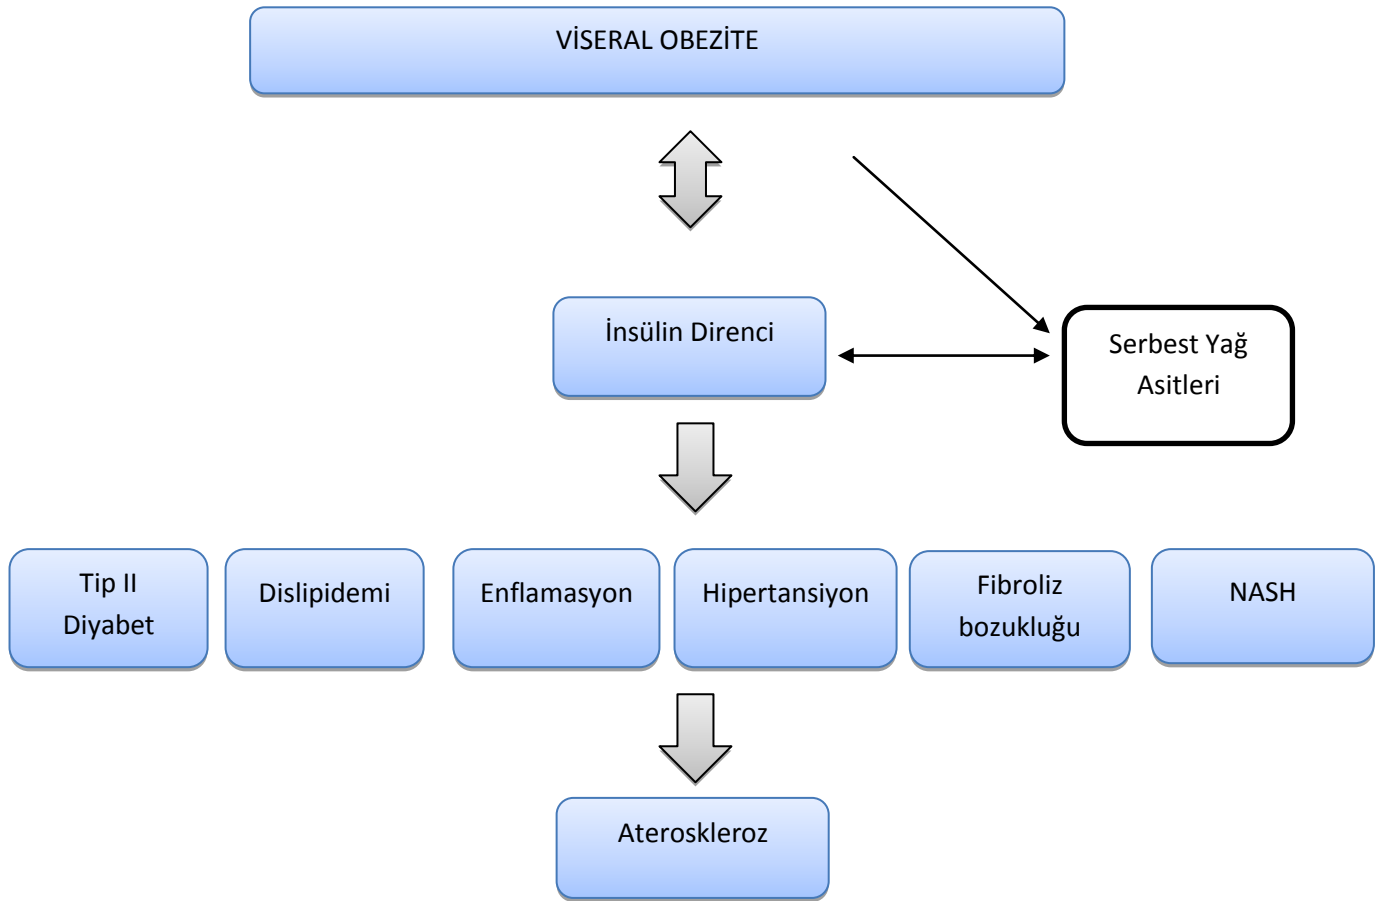 VİSERAL OBEZİTE
İnsülin Direnci
Serbest Yağ
Asitleri
Tip II
Diyabet
Dislipidemi
Enflamasyon
Hipertansiyon
Fibroliz
bozukluğu
NASH
Ateroskleroz